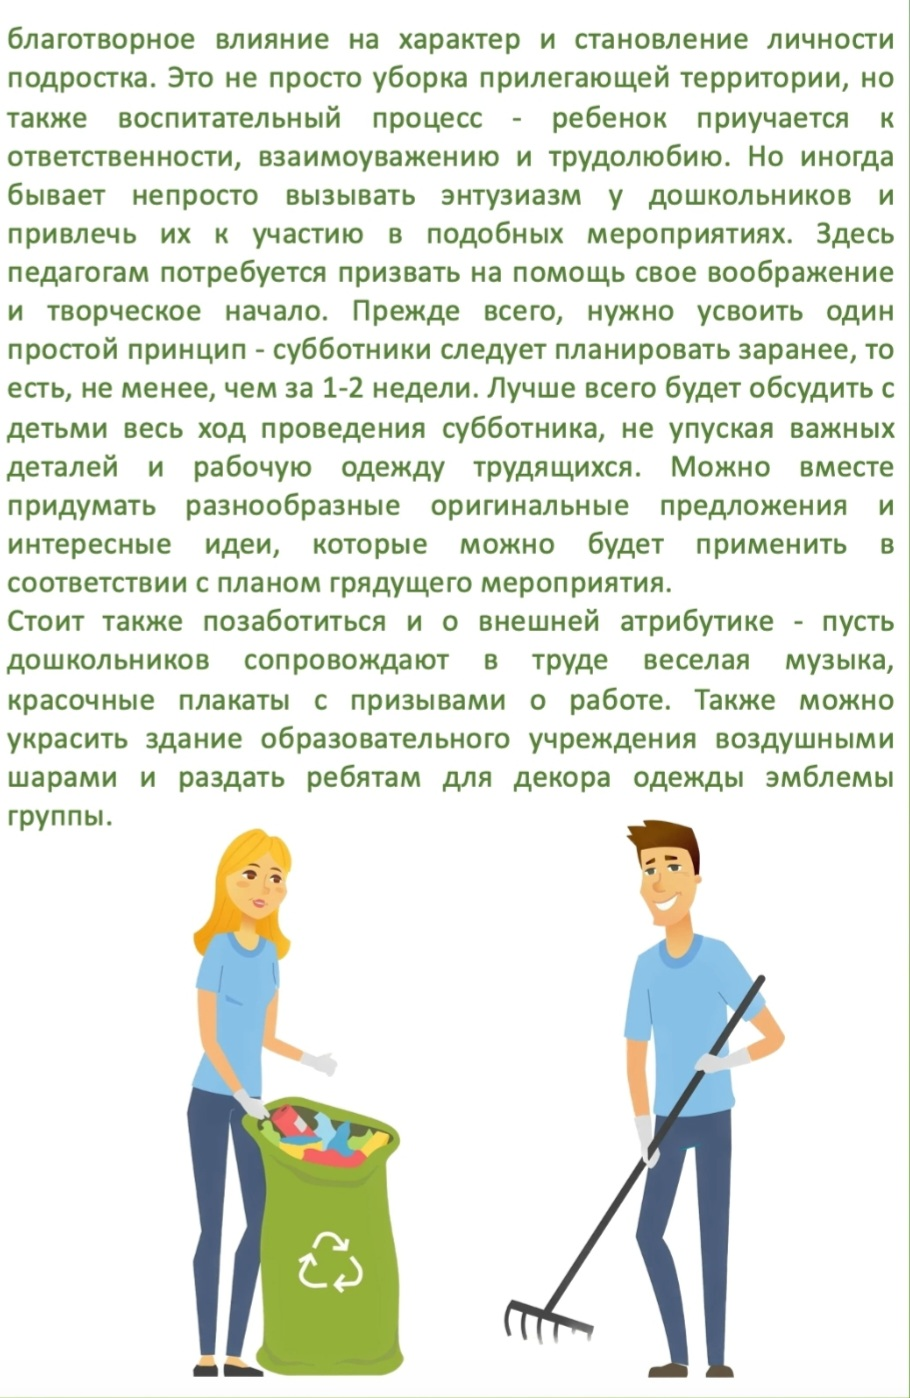 благотворное влияние на характер и становление личности
подростка. Это не просто уборка прилегающей территории, но
также воспитательный процесс - ребенок приучается к
ответственности, взаимоуважению и трудолюбию. Но иногда
бывает непросто вызывать энтузиазм у дошкольников и
привлечь их к участию в подобных мероприятиях. Здесь
педагогам потребуется призвать на помощь свое воображение
и творческое начало. Прежде всего, нужно усвоить один
простой принцип - субботники следует планировать заранее, то
есть, не менее, чем за 1-2 недели. Лучше всего будет обсудить с
детьми весь ход проведения субботника, не упуская важных
деталей и рабочую одежду трудящихся. Можно вместе
придумать разнообразные оригинальные предложения и
интересные идеи, которые можно будет применить в
соответствии с планом грядущего мероприятия.
Стоит также позаботиться и о внешней атрибутике - пусть
дошкольников сопровождают в труде веселая музыка,
красочные плакаты с призывами о работе. Также можно
украсить здание образовательного учреждения воздушными
шарами и раздать ребятам для декора одежды эмблемы
группы.